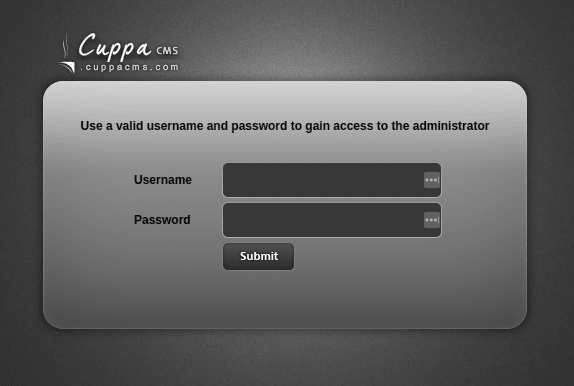 Cuppa CMS
.cuppacms.com
Use a valid username and password to gain access to the administrator
Username
Password
Submit